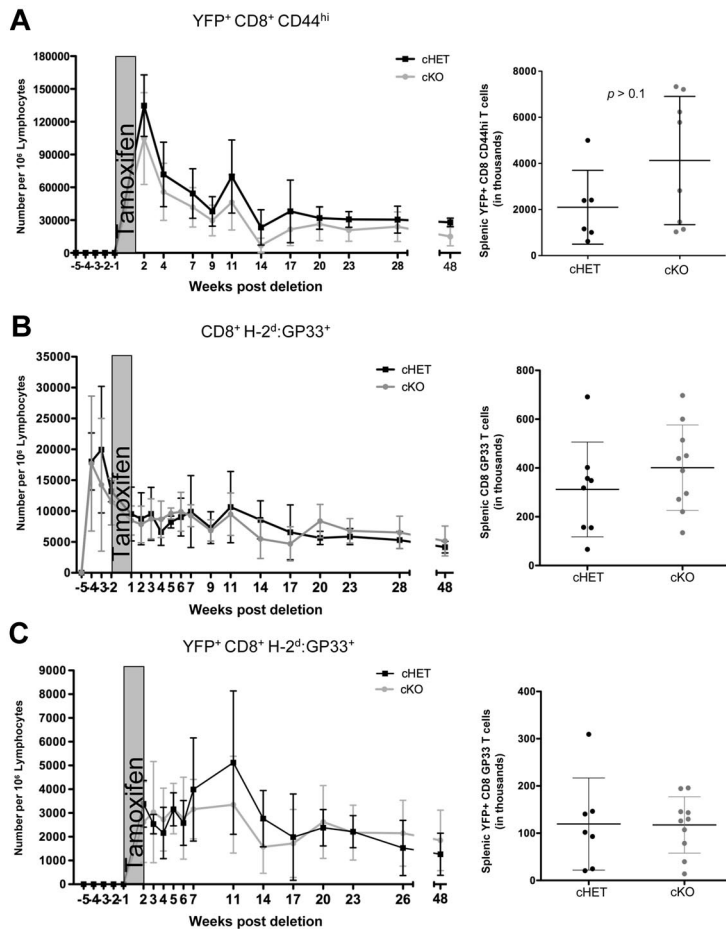 A
YFP+ CD8+ CD44hi
Number per 10⁶ Lymphocytes
180000
150000
120000
90000
60000
30000
0
Tamoxifen
cHET
cKO
-5 -4 -3 -2 -1 2 4 7 9 11 14 17 20 23 28 48
Weeks post deletion
Splenic YFP+ CD8 CD44hi T cells
(in thousands)
8000
6000
4000
2000
0
p > 0.1
cHET cKO
B
CD8+ H-2ᵈ:GP33+
Number per 10⁶ Lymphocytes
35000
30000
25000
20000
15000
10000
5000
0
Tamoxifen
cHET
cKO
-5 -4 -3 -2 1 2 3 4 5 6 7 9 11 14 17 20 23 28 48
Weeks post deletion
Splenic CD8 GP33 T cells
(in thousands)
800
600
400
200
0
cHET cKO
C
YFP+ CD8+ H-2ᵈ:GP33+
Number per 10⁶ Lymphocytes
9000
8000
7000
6000
5000
4000
3000
2000
1000
0
Tamoxifen
cHET
cKO
-5 -4 -3 -2 -1 2 3 4 5 6 7 11 14 17 20 23 26 48
Weeks post deletion
Splenic YFP+ CD8 GP33 T cells
(in thousands)
400
300
200
100
0
cHET cKO